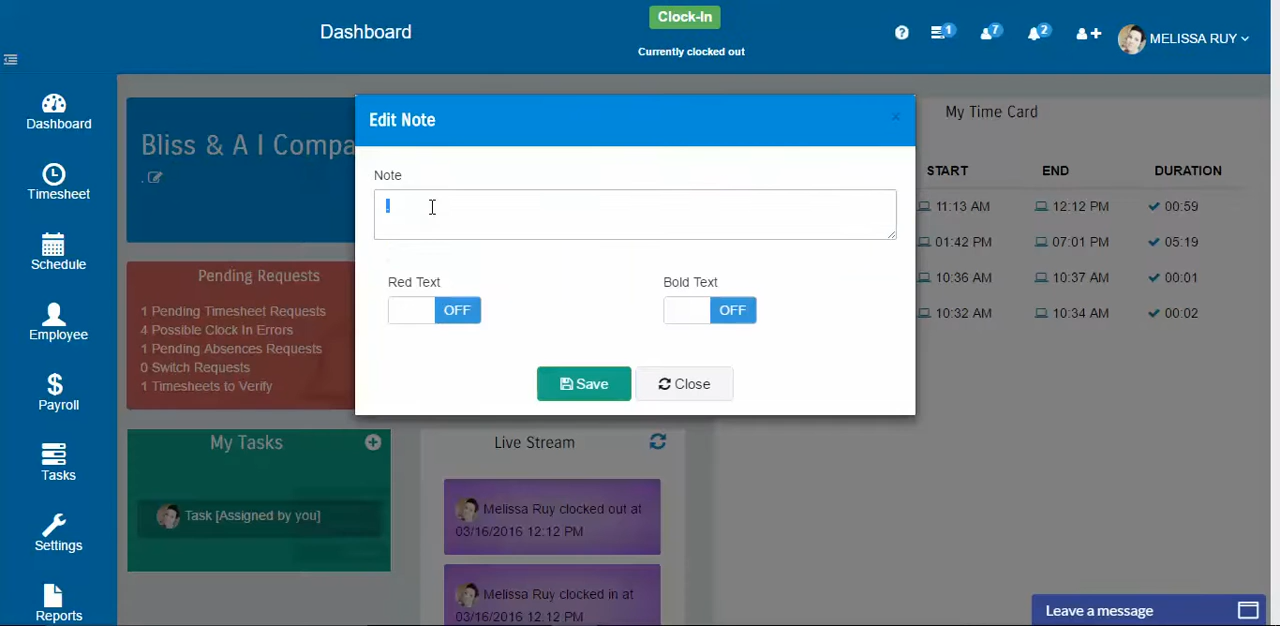 Dashboard
Clock-In
Currently clocked out
1
7
2
MELISSA RUY
Dashboard
Timesheet
Schedule
Employee
Payroll
Tasks
Settings
Reports
Bliss & A I Compa
.
Pending Requests
1 Pending Timesheet Requests
4 Possible Clock In Errors
1 Pending Absences Requests
0 Switch Requests
1 Timesheets to Verify
My Tasks
Task [Assigned by you]
Edit Note
×
Note
.
Red Text
Bold Text
OFF
OFF
Save
Close
Live Stream
Melissa Ruy clocked out at
03/16/2016 12:12 PM
Melissa Ruy clocked in at
03/16/2016 12:12 PM
My Time Card
START END DURATION
11:13 AM 12:12 PM 00:59
01:42 PM 07:01 PM 05:19
10:36 AM 10:37 AM 00:01
10:32 AM 10:34 AM 00:02
Leave a message